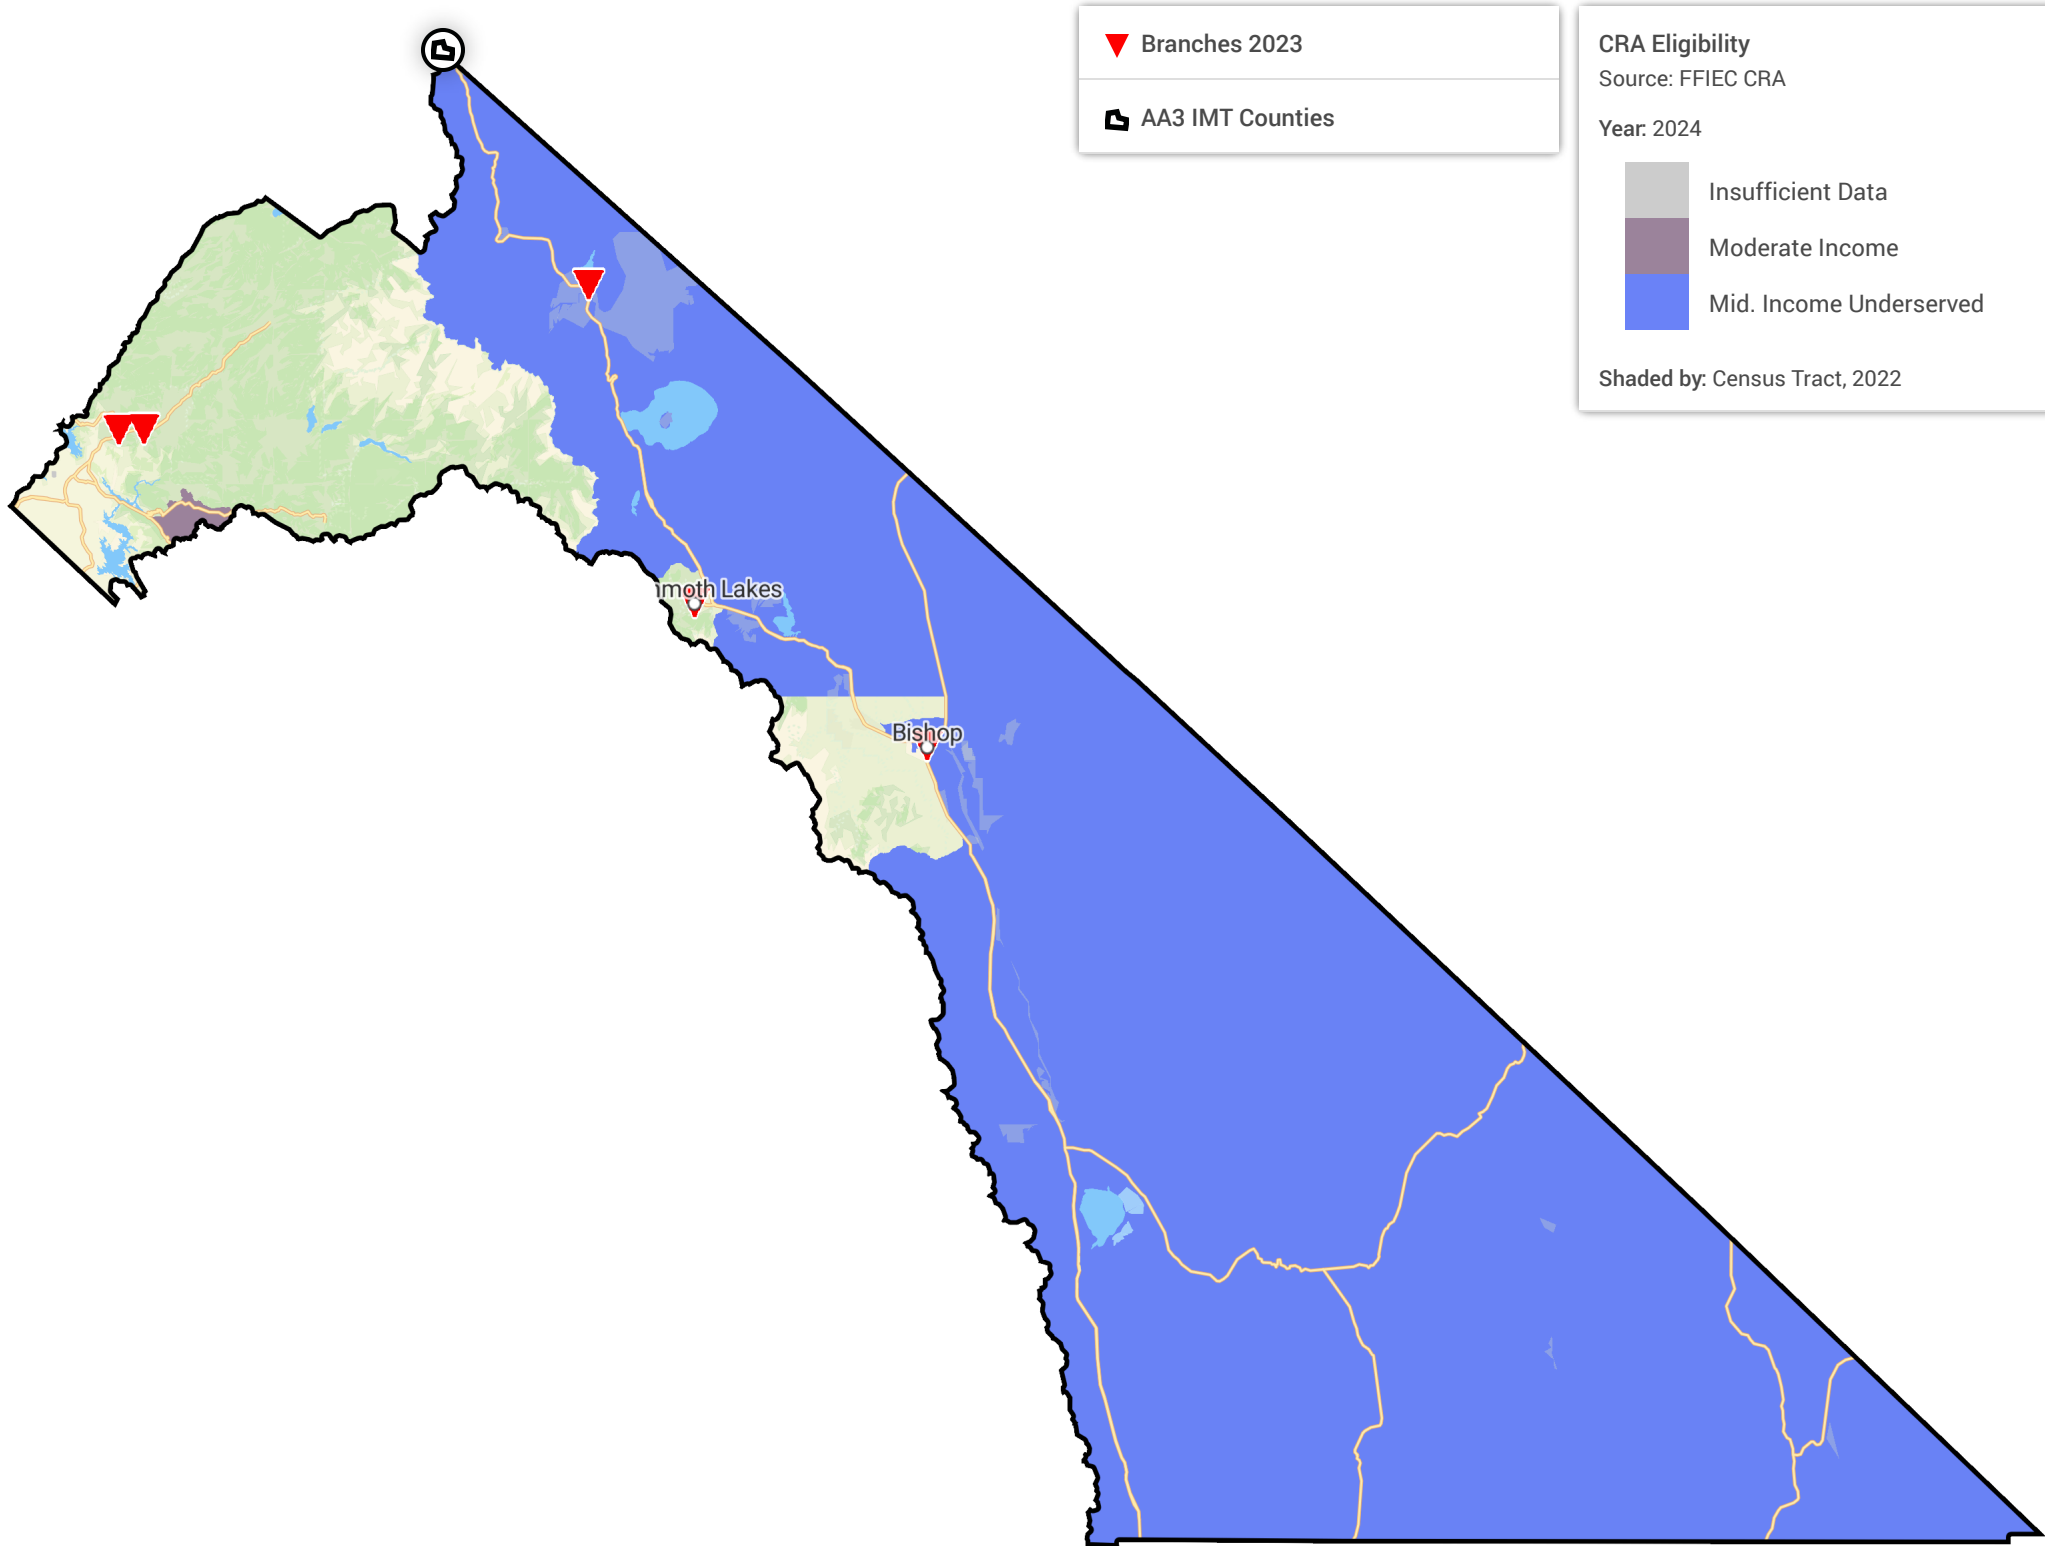 Branches 2023
AA3 IMT Counties
CRA Eligibility
Source: FFIEC CRA
Year: 2024
Insufficient Data
Moderate Income
Mid. Income Underserved
Shaded by: Census Tract, 2022
mmoth Lakes
Bishop